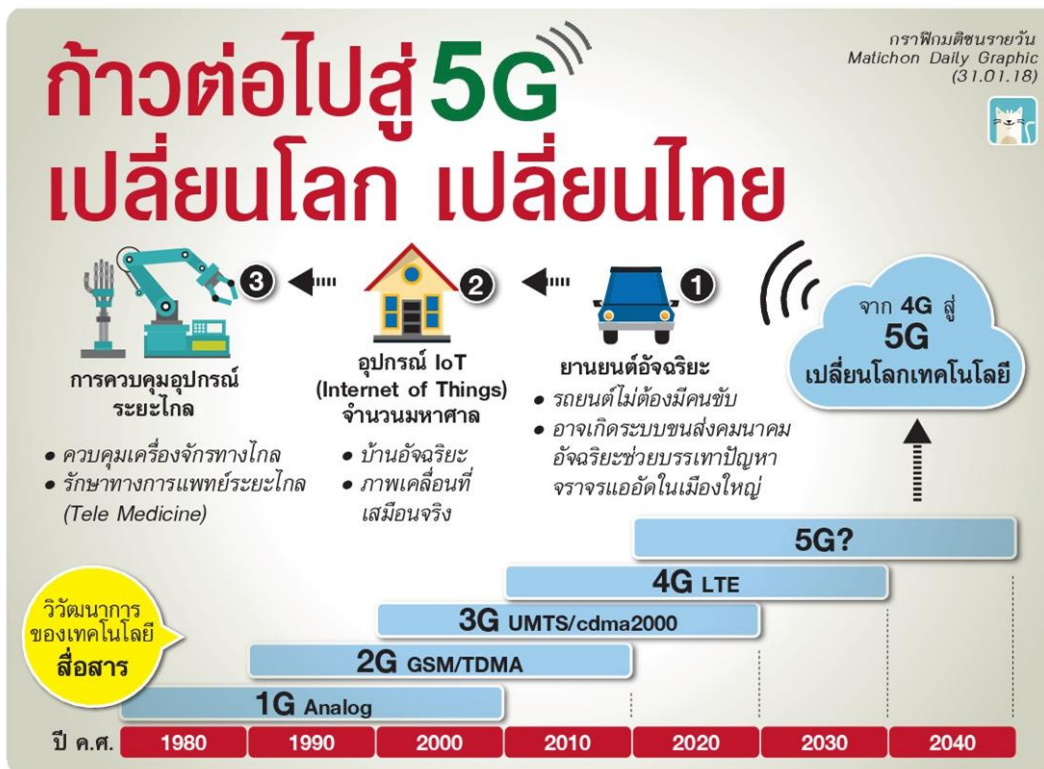 กราฟิกมติชนรายวัน
Matichon Daily Graphic
(31.01.18)
ก้าวต่อไปสู่ 5G
เปลี่ยนโลก เปลี่ยนไทย
จาก 4G สู่
5G
เปลี่ยนโลกเทคโนโลยี
1
ยานยนต์อัจฉริยะ
• รถยนต์ไม่ต้องมีคนขับ
• อาจเกิดระบบขนส่งคมนาคม
อัจฉริยะช่วยบรรเทาปัญหา
จราจรแออัดในเมืองใหญ่
2
อุปกรณ์ IoT
(Internet of Things)
จำนวนมหาศาล
• บ้านอัจฉริยะ
• ภาพเคลื่อนที่
เสมือนจริง
3
การควบคุมอุปกรณ์
ระยะไกล
• ควบคุมเครื่องจักรทางไกล
• รักษาทางการแพทย์ระยะไกล
(Tele Medicine)
วิวัฒนาการ
ของเทคโนโลยี
สื่อสาร
5G?
4G LTE
3G UMTS/cdma2000
2G GSM/TDMA
1G Analog
ปี ค.ศ. 1980 1990 2000 2010 2020 2030 2040